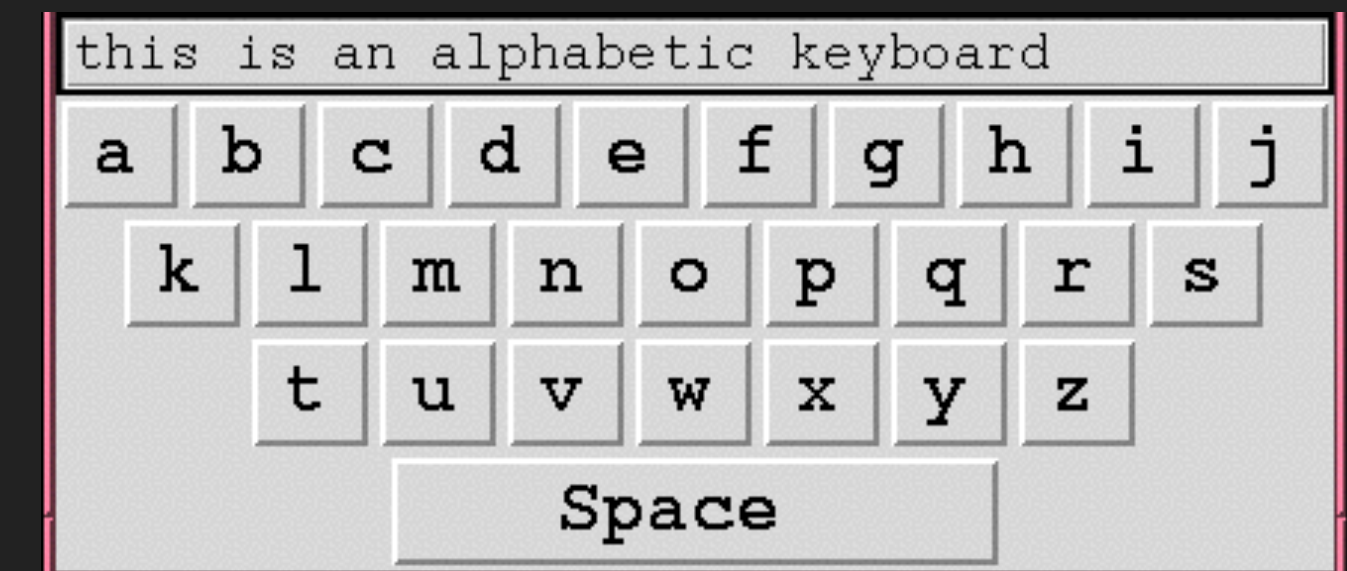 this is an alphabetic keyboard
a b c d e f g h i j
k l m n o p q r s
t u v w x y z
Space